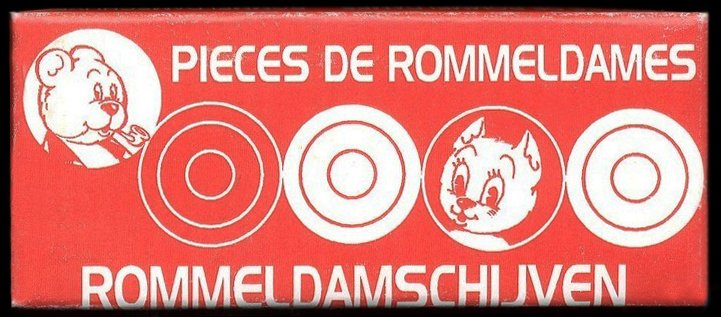 PIECES DE ROMMELDAMES
ROMMELDAMSCHIJVEN